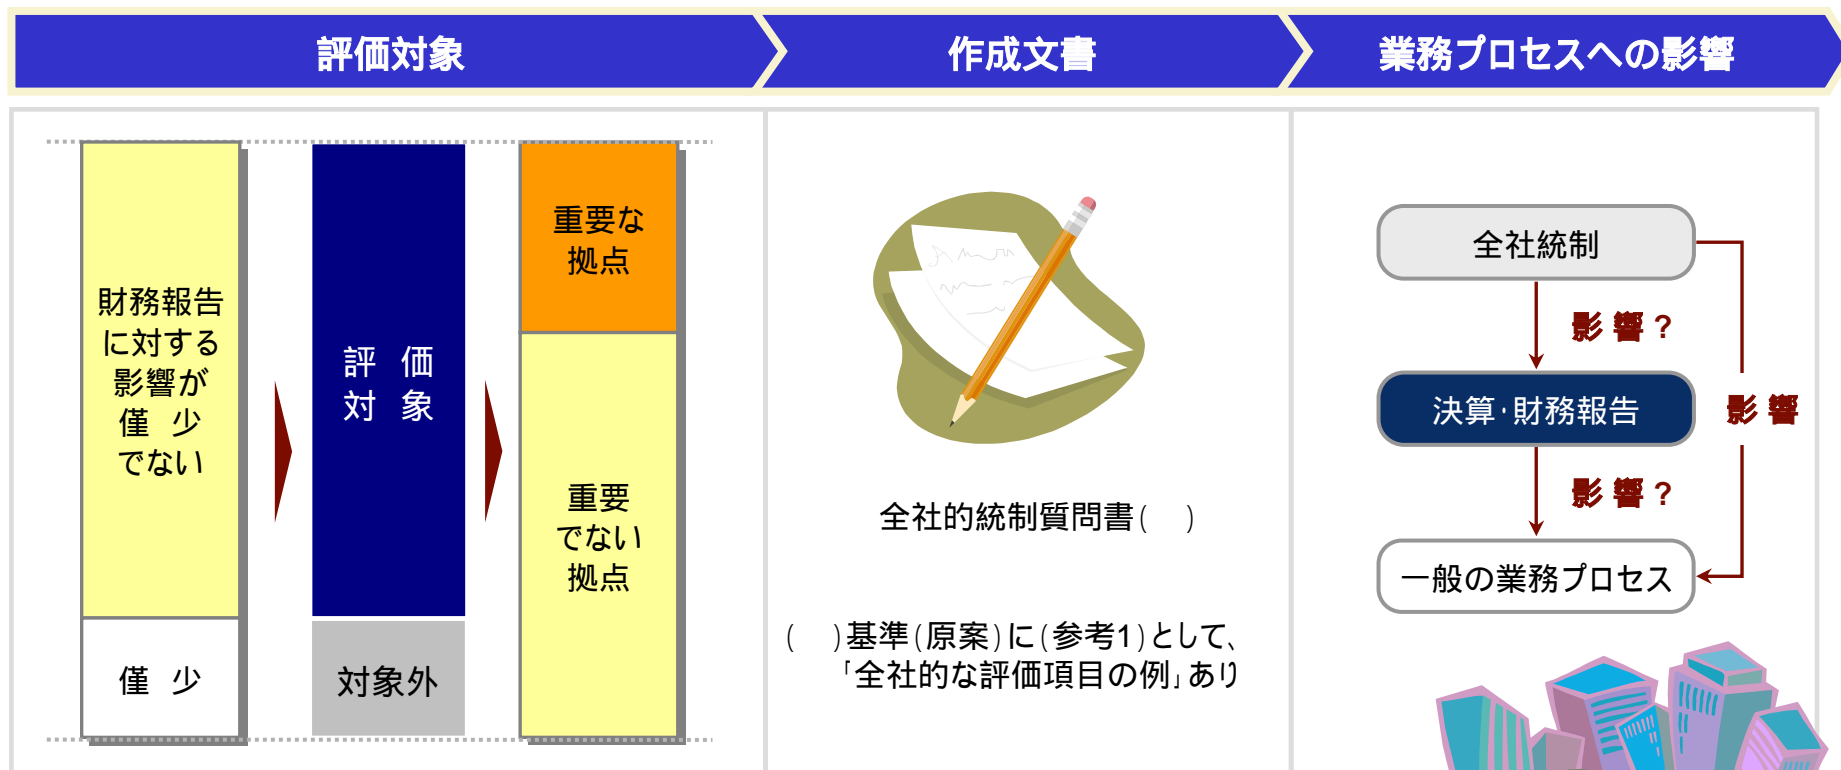 評価対象
作成文書
業務プロセスへの影響
財務報告
に対する
影響が
僅 少
でない
僅 少
評 価
対 象
対象外
重要な
拠点
重要
でない
拠点
全社的統制質問書(　)
(　)基準(原案)に(参考1)として、
「全社的な評価項目の例」あり
全社統制
影 響 ?
決算・財務報告
影 響
影 響 ?
一般の業務プロセス